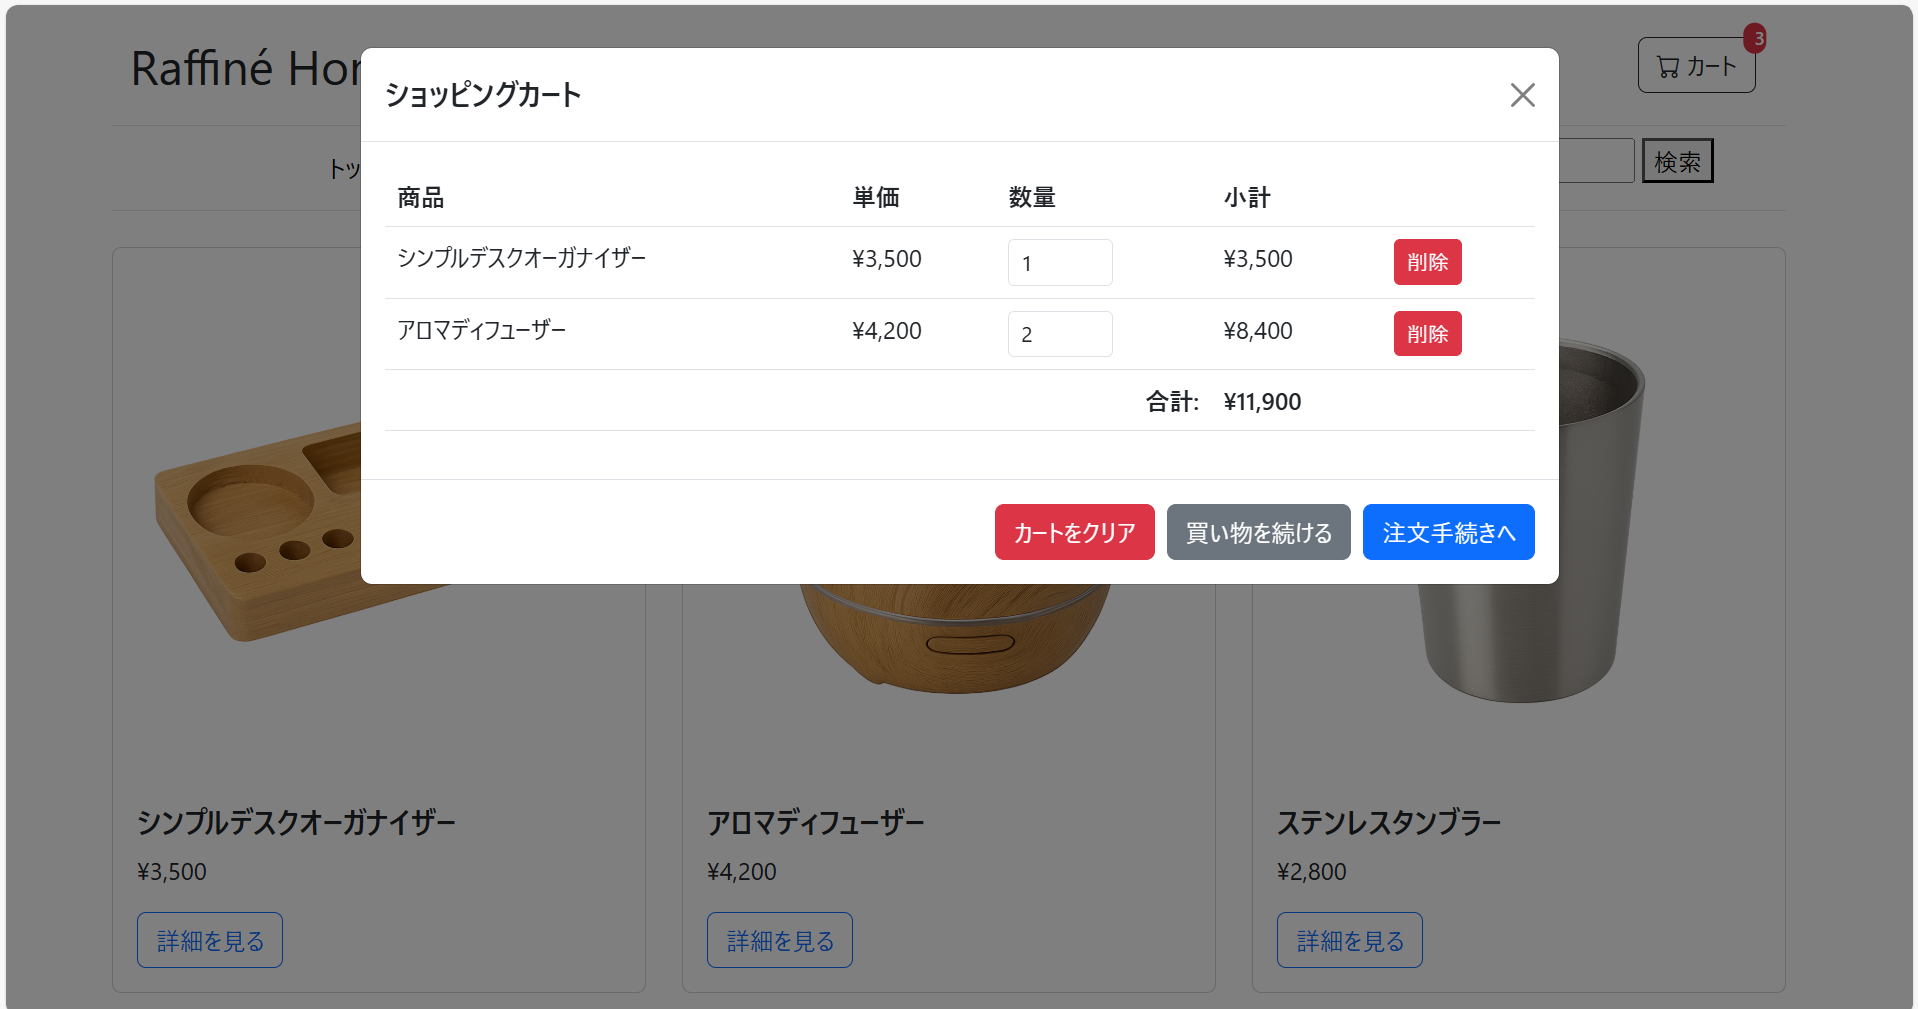 Raffiné Hor
3
カート
トッ
検索
ショッピングカート
商品 単価 数量 小計
シンプルデスクオーガナイザー ¥3,500 1 ¥3,500 削除
アロマディフューザー ¥4,200 2 ¥8,400 削除
合計: ¥11,900
カートをクリア 買い物を続ける 注文手続きへ
シンプルデスクオーガナイザー
¥3,500
詳細を見る
アロマディフューザー
¥4,200
詳細を見る
ステンレスタンブラー
¥2,800
詳細を見る